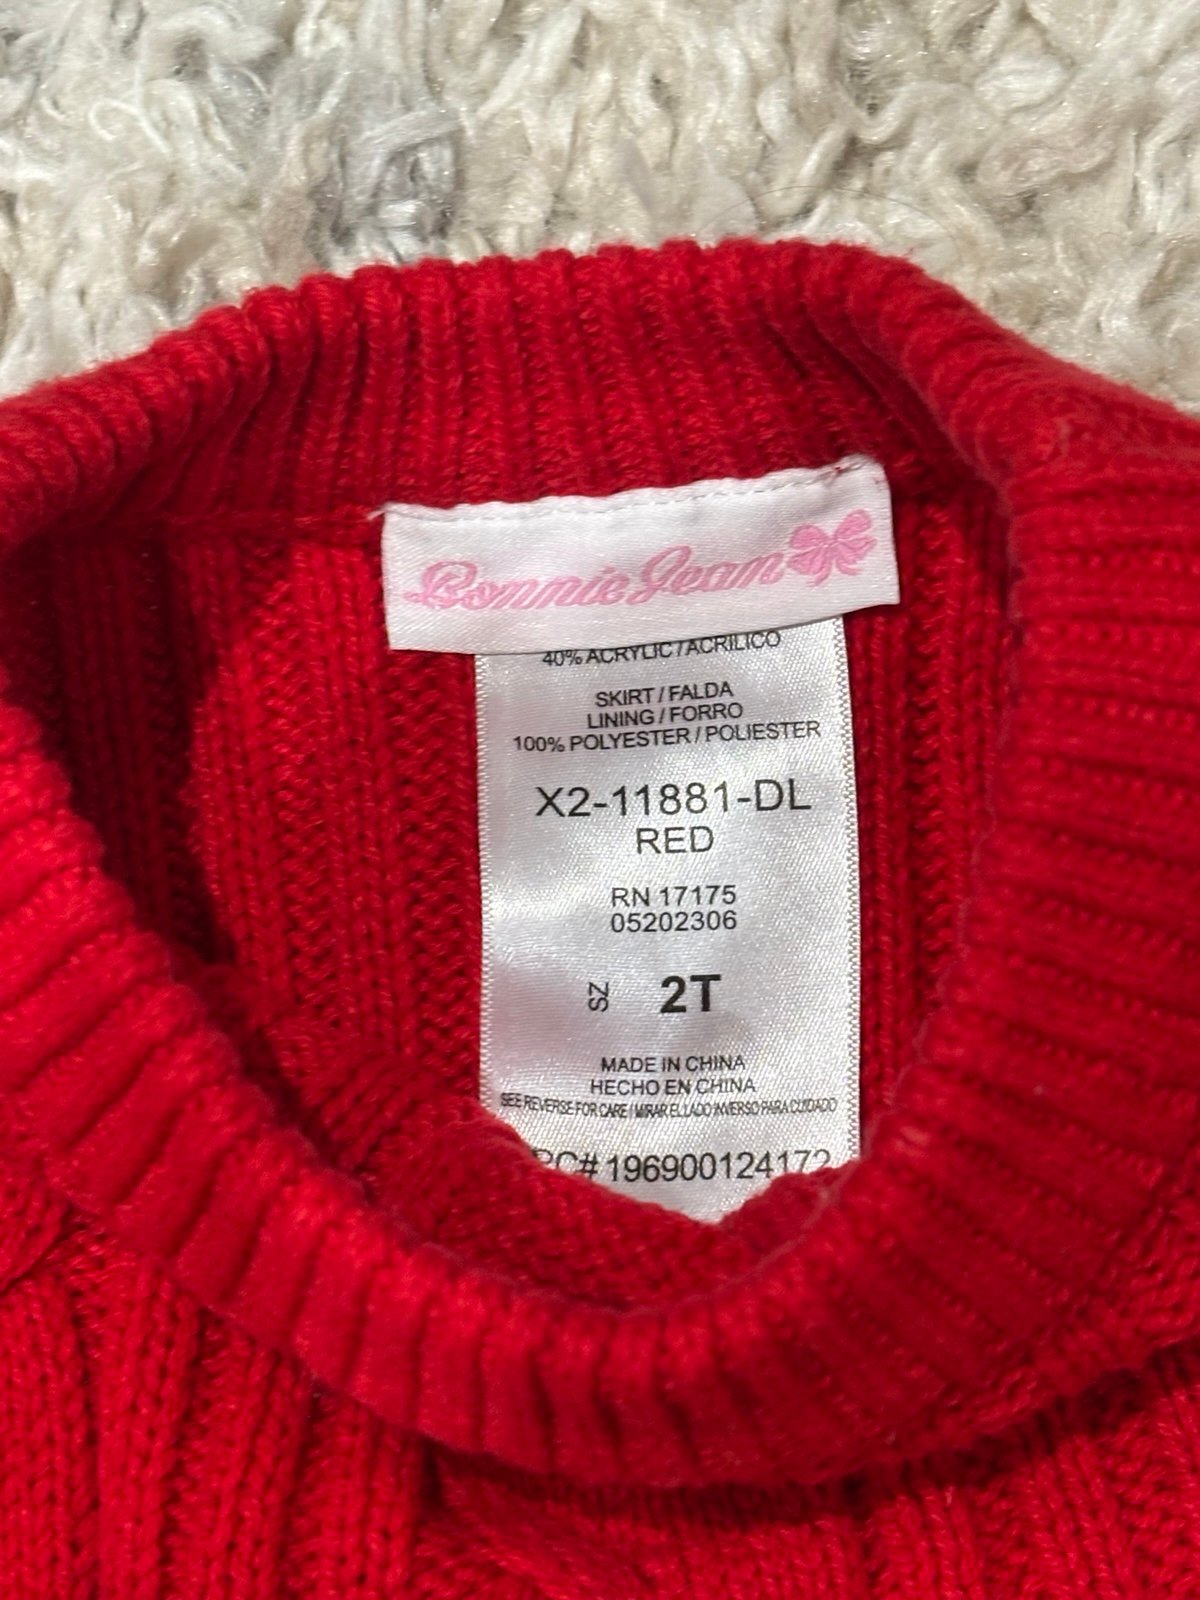 Bonnie Jean
40% ACRYLIC / ACRILICO
SKIRT / FALDA
LINING / FORRO
100% POLYESTER / POLIESTER
X2-11881-DL
RED
RN 17175
05202306
SZ 2T
MADE IN CHINA
HECHO EN CHINA
SEE REVERSE FOR CARE / MIRAR EL LADO INVERSO PARA CUIDADO
PC# 196900124172